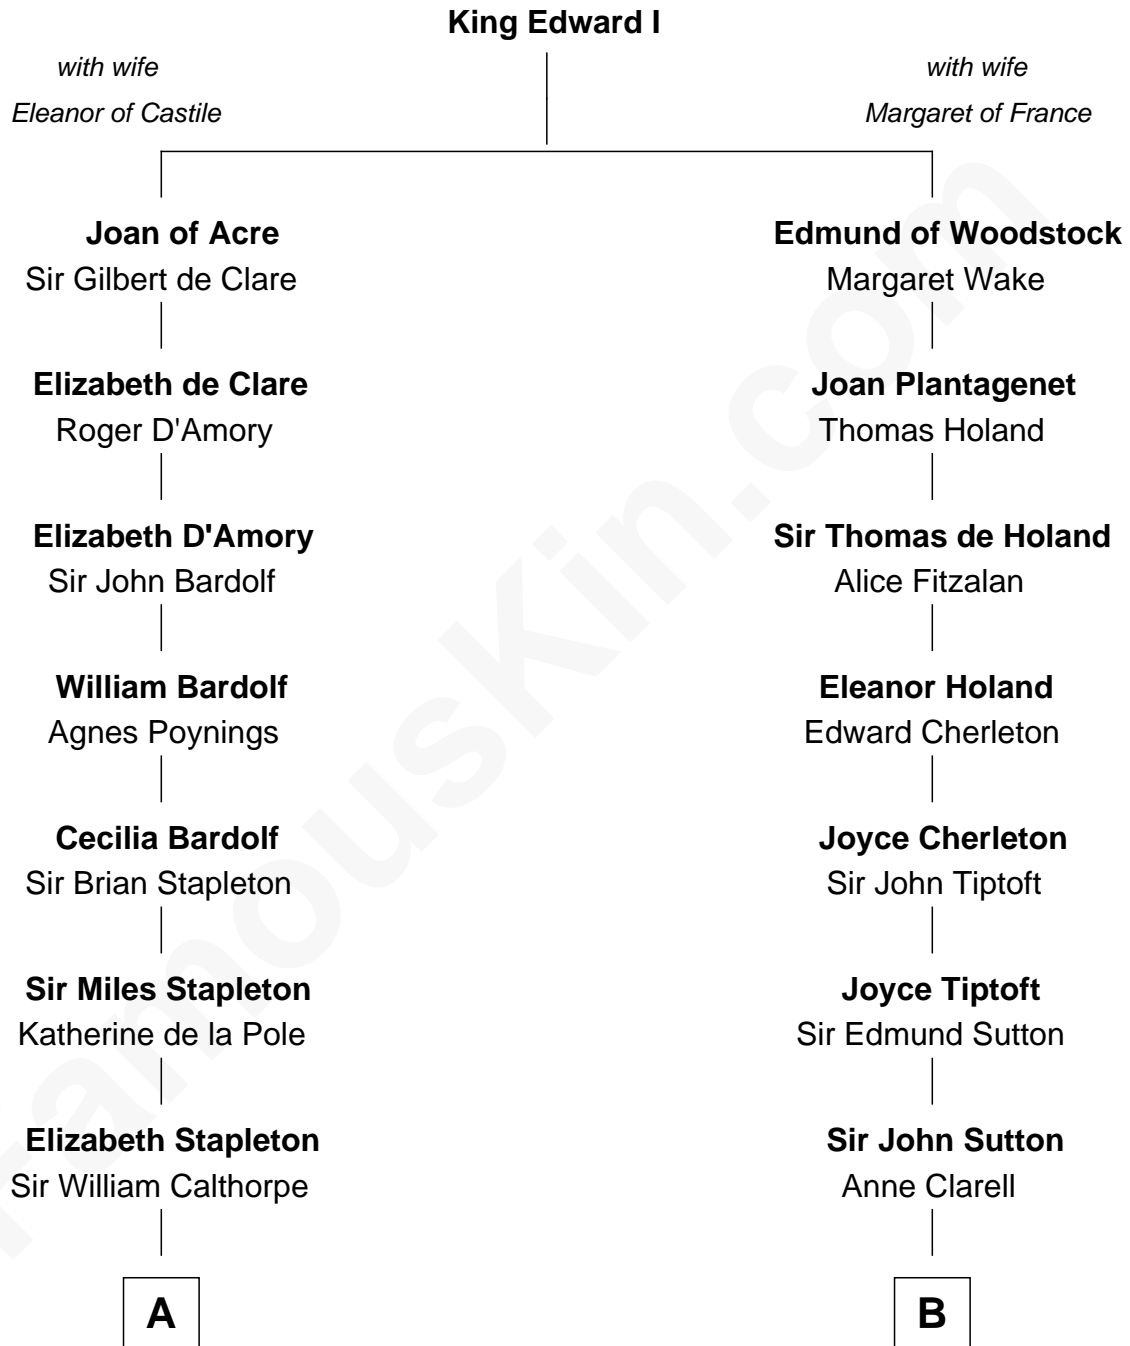 King Edward I
with wife
Eleanor of Castile
with wife
Margaret of France
Joan of Acre
Sir Gilbert de Clare
Edmund of Woodstock
Margaret Wake
Elizabeth de Clare
Roger D'Amory
Joan Plantagenet
Thomas Holand
Elizabeth D'Amory
Sir John Bardolf
Sir Thomas de Holand
Alice Fitzalan
William Bardolf
Agnes Poynings
Eleanor Holand
Edward Cherleton
Cecilia Bardolf
Sir Brian Stapleton
Joyce Cherleton
Sir John Tiptoft
Sir Miles Stapleton
Katherine de la Pole
Joyce Tiptoft
Sir Edmund Sutton
Elizabeth Stapleton
Sir William Calthorpe
Sir John Sutton
Anne Clarell
A
B
FamousKin.com